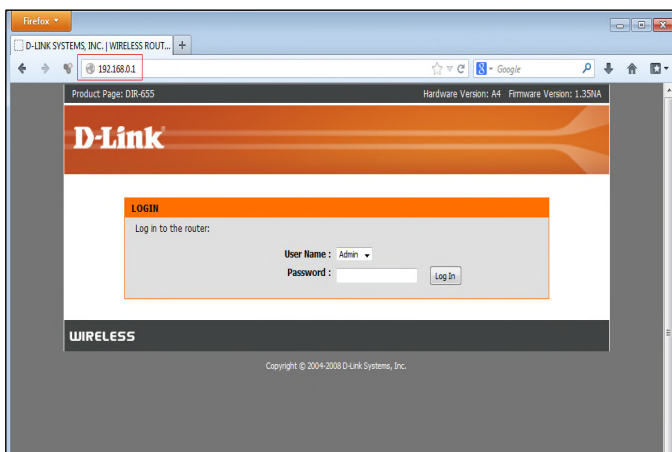 Firefox
D-LINK SYSTEMS, INC. | WIRELESS ROUT...
192.168.0.1
Google
Product Page: DIR-655 Hardware Version: A4 Firmware Version: 1.35NA
D-Link
LOGIN
Log in to the router:
User Name : Admin
Password : Log In
WIRELESS
Copyright © 2004-2008 D-Link Systems, Inc.